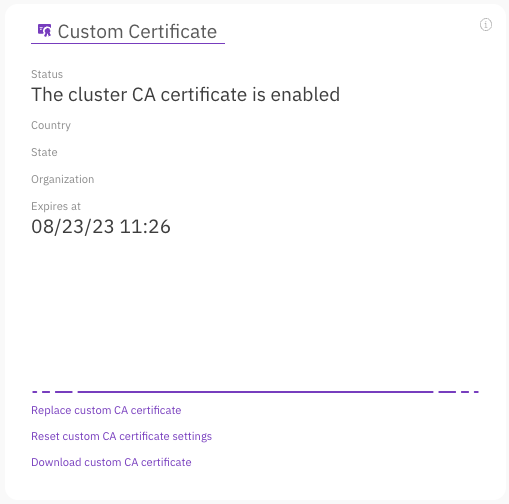 Custom Certificate
Status
The cluster CA certificate is enabled
Country
State
Organization
Expires at
08/23/23 11:26
Replace custom CA certificate
Reset custom CA certificate settings
Download custom CA certificate